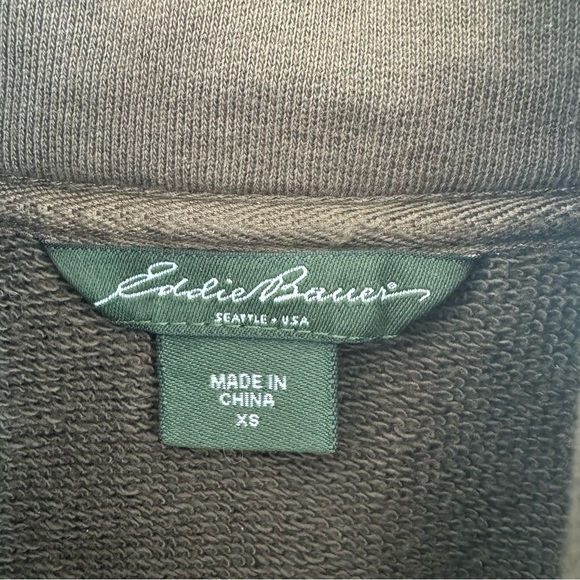 Eddie Bauer®
SEATTLE • USA
MADE IN
CHINA
XS